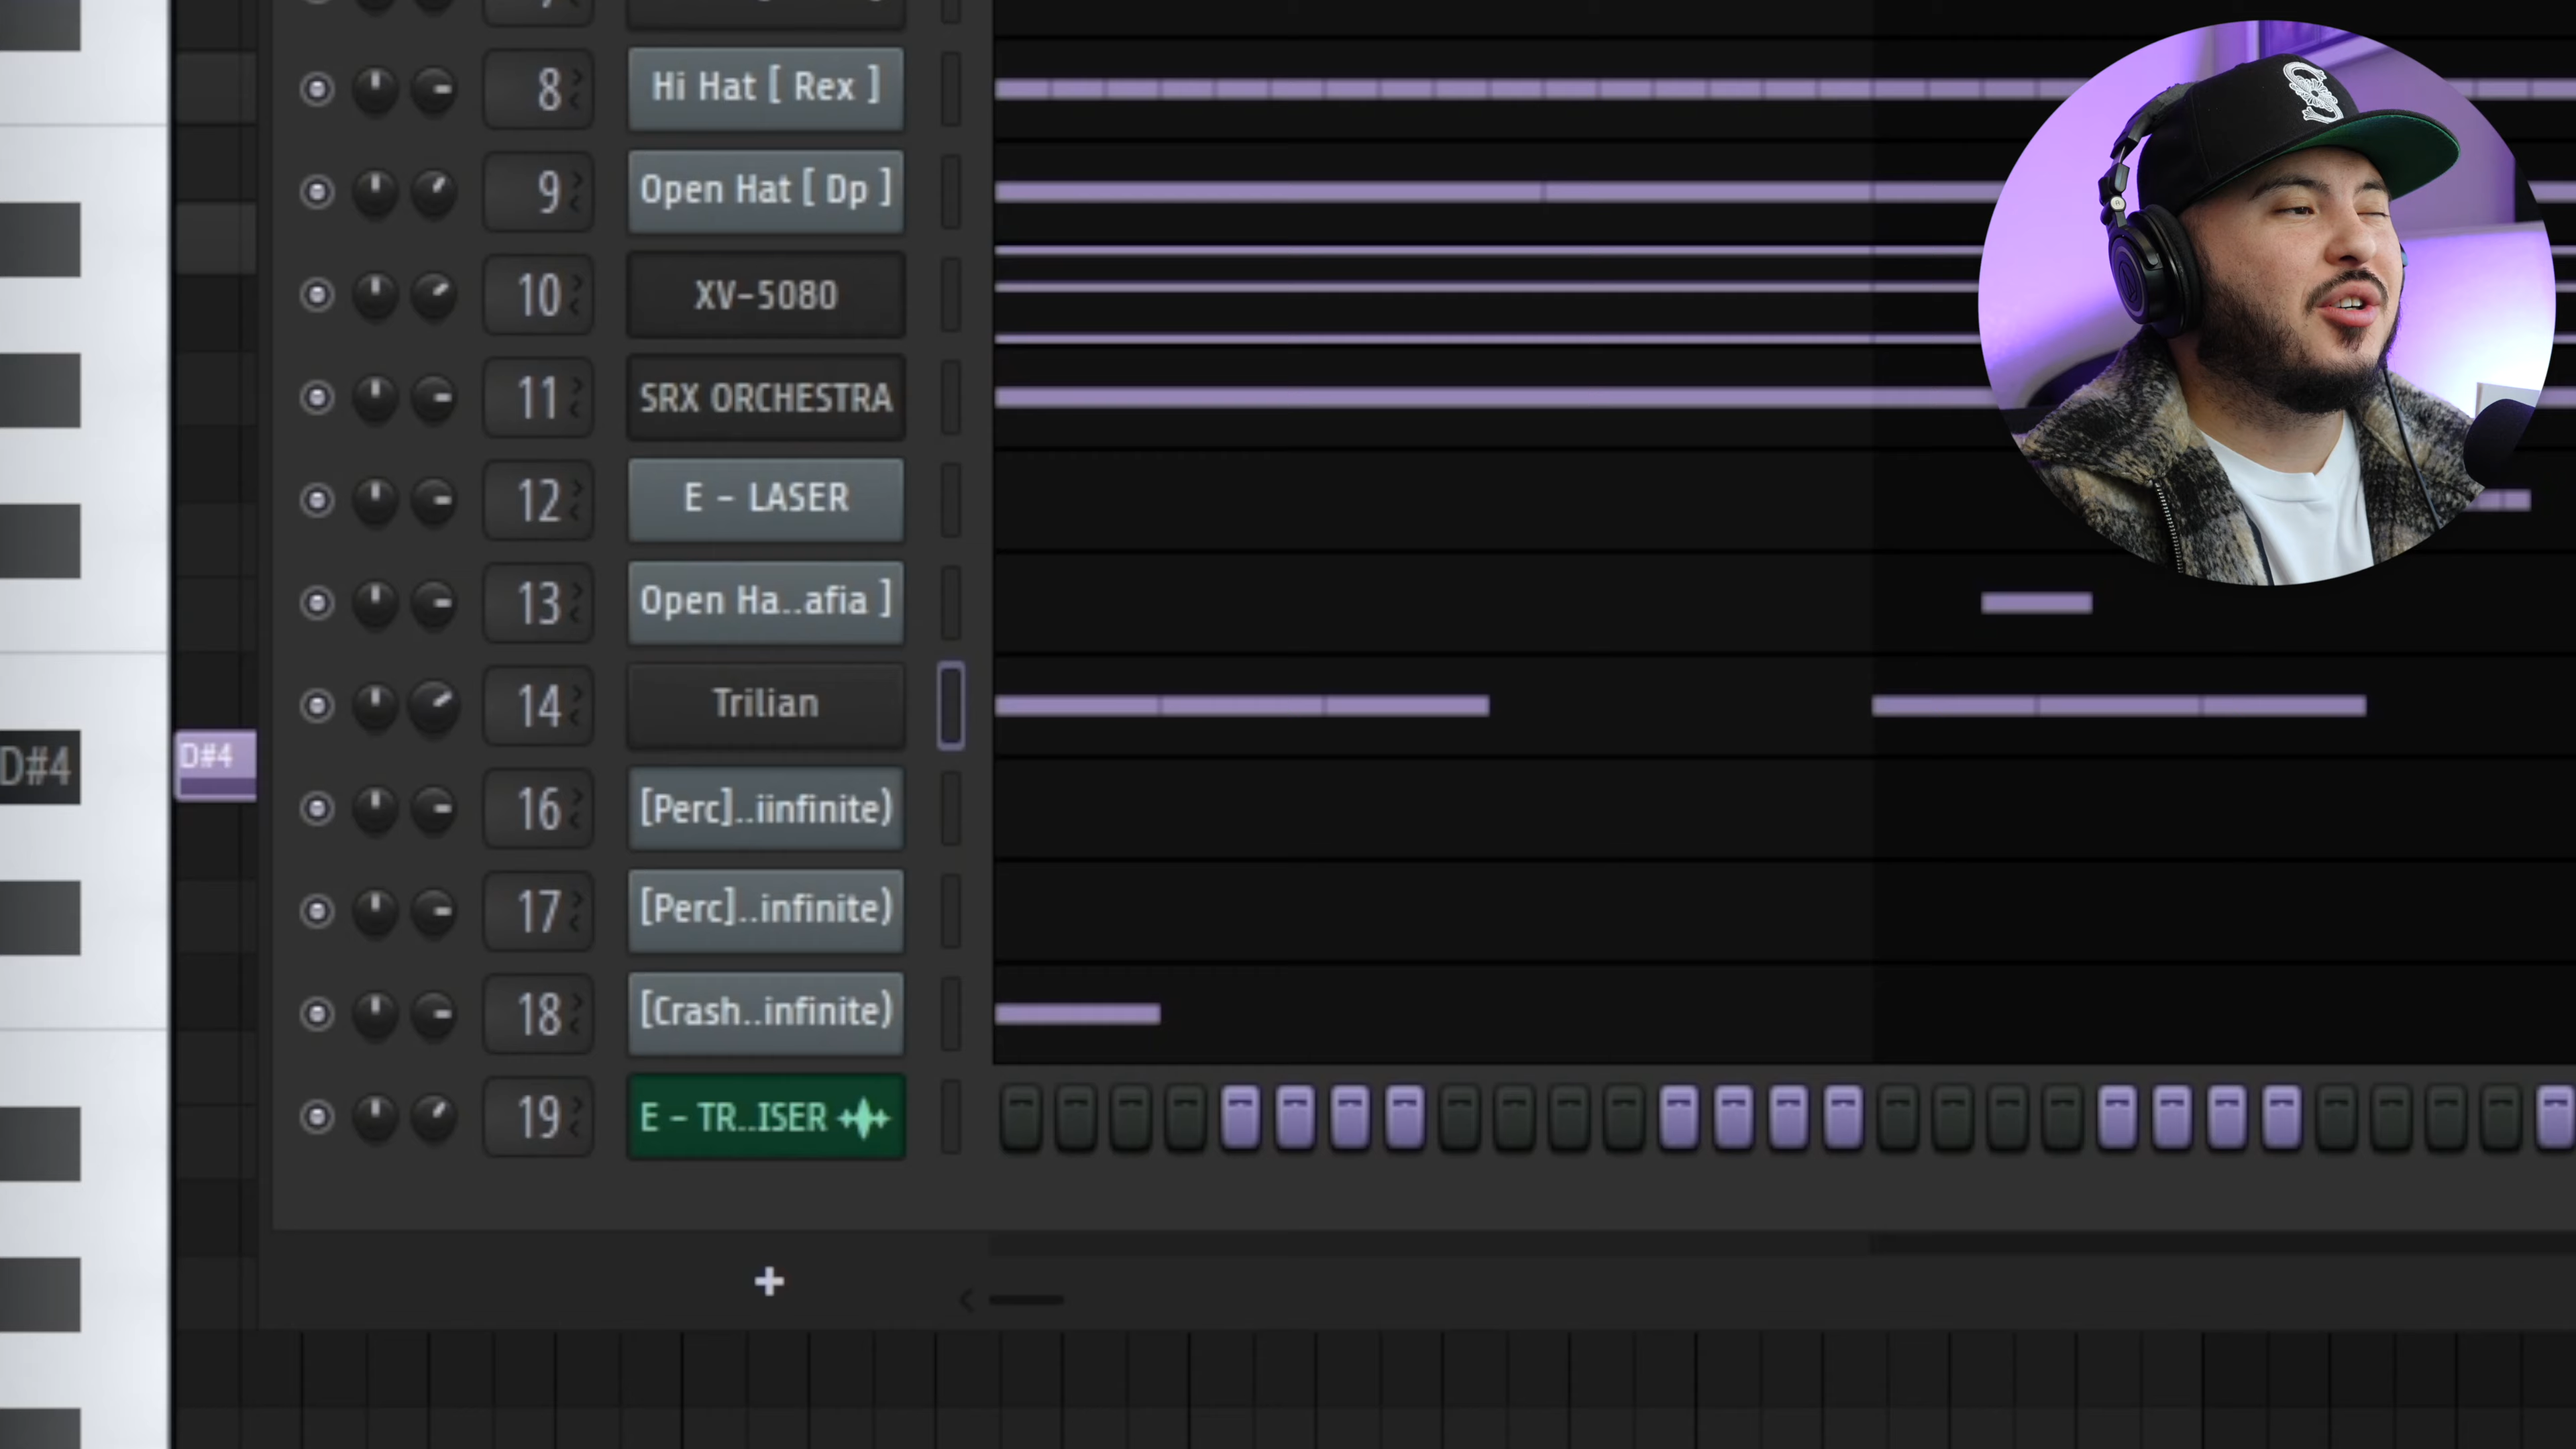 8 Hi Hat [ Rex ]
9 Open Hat [ Dp ]
10 XV-5080
11 SRX ORCHESTRA
12 E - LASER
13 Open Ha..afia ]
14 Trilian
D#4 D#4
16 [Perc]..iinfinite)
17 [Perc]..infinite)
18 [Crash..infinite)
19 E - TR..ISER